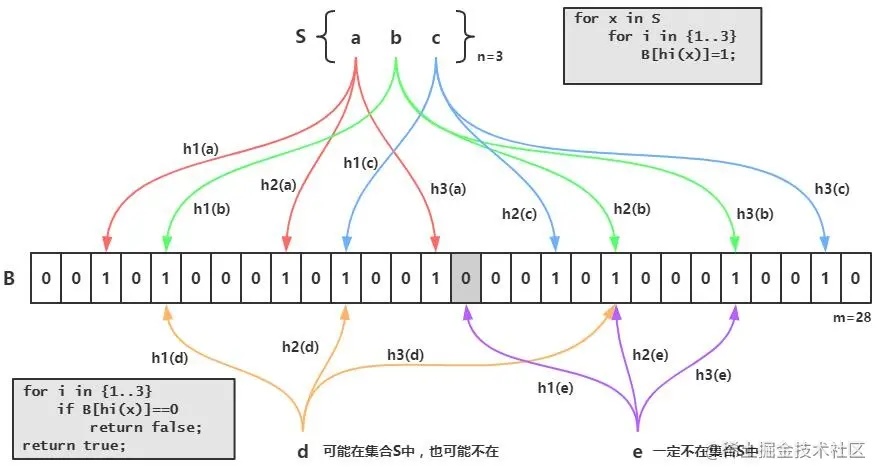 S { a b c } n=3
for x in S
for i in {1..3}
B[hi(x)]=1;
h1(a)
h1(b)
h2(a)
h1(c)
h3(a)
h2(c)
h2(b)
h3(b)
h3(c)
B 0 0 1 0 1 0 0 0 1 0 1 0 0 1 0 0 0 1 0 1 0 0 0 1 0 0 1 0
m=28
h1(d)
h2(d)
h3(d)
h1(e)
h2(e)
h3(e)
for i in {1..3}
if B[hi(x)]==0
return false;
return true;
d 可能在集合S中，也可能不在
e 一定不在集合S中
@稀土掘金技术社区